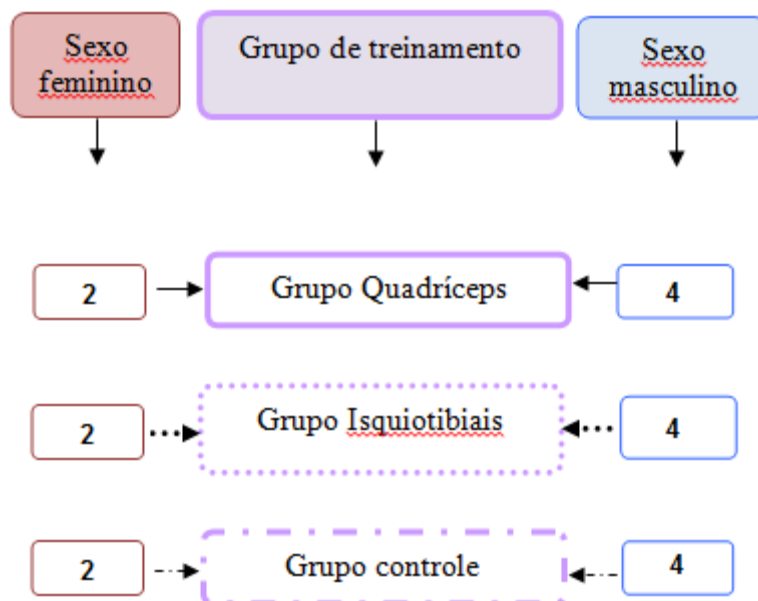 Sexo
feminino
Grupo de treinamento
Sexo
masculino
2
Grupo Quadríceps
4
2
Grupo Isquiotibiais
4
2
Grupo controle
4